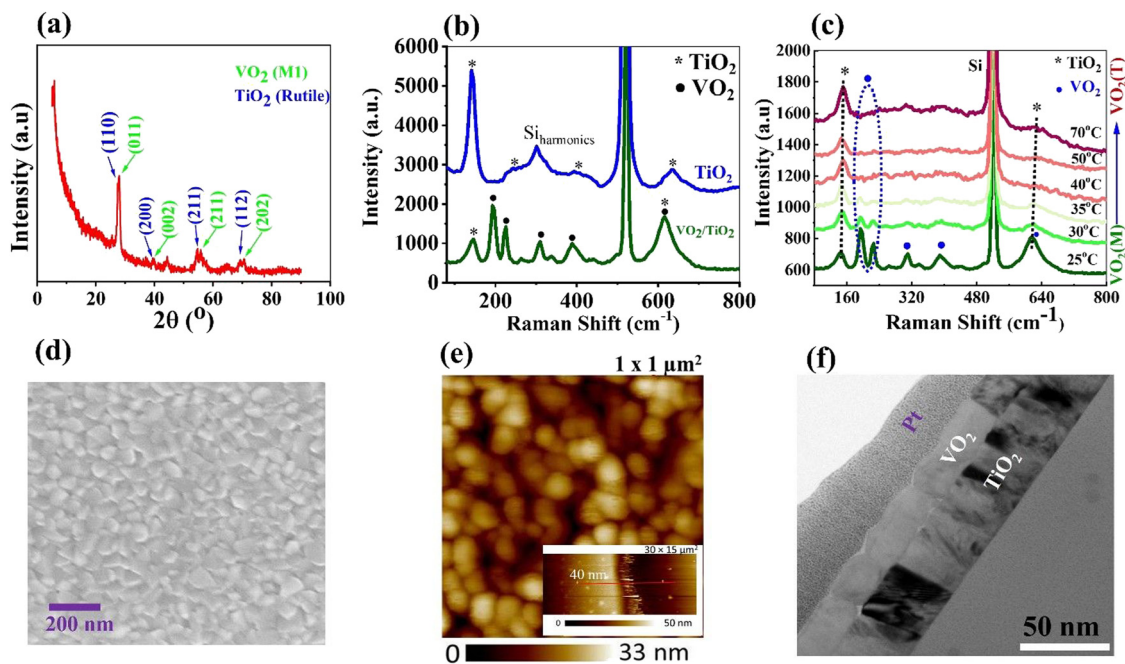 (a)
Intensity (a.u)
VO2 (M1)
TiO2 (Rutile)
(110)
(011)
(200)
(002)
(211)
(211)
(112)
(202)
0 20 40 60 80 100
2θ (º)
(b)
Intensity (a.u.)
6000
5000
4000
3000
2000
1000
0
* TiO2
● VO2
Siharmonics
TiO2
VO2/TiO2
200 400 600 800
Raman Shift (cm-1)
(c)
Intensity (a.u.)
2000
1800
1600
1400
1200
1000
800
600
Si
* TiO2
● VO2
70°C
50°C
40°C
35°C
30°C
25°C
VO2(M)
VO2(T)
160 320 480 640 800
Raman Shift (cm-1)
(d)
200 nm
(e)
1 x 1 µm2
30 × 15 µm2
40 nm
0 50 nm
0 33 nm
(f)
Pt
VO2
TiO2
50 nm